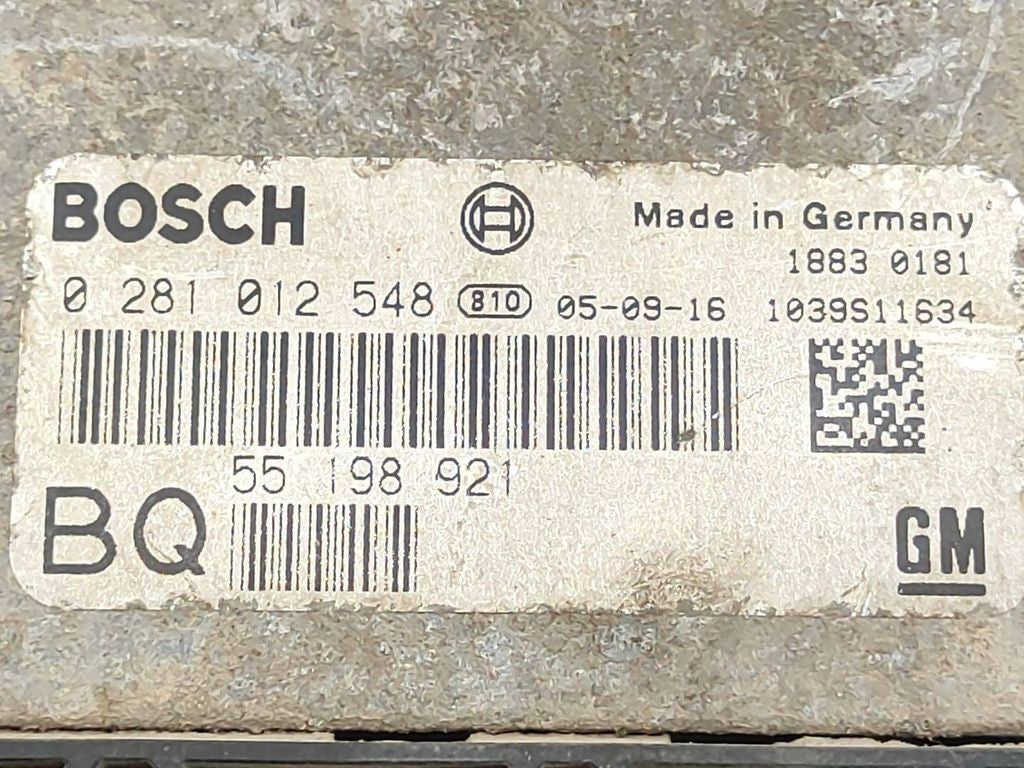 BOSCH
Made in Germany
1883 0181
0 281 012 548 810 05-09-16 1039S11634
55 198 921
BQ
GM